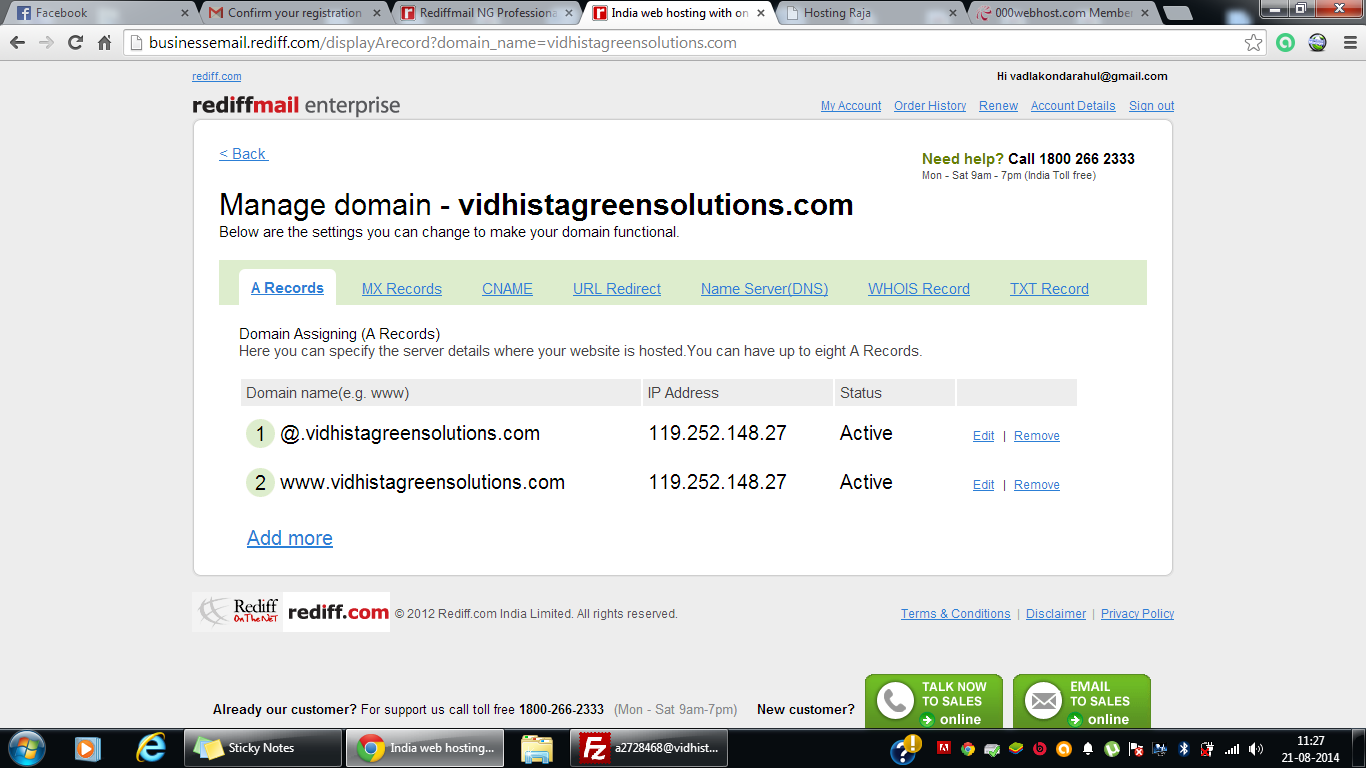 Facebook
Confirm your registration
Rediffmail NG Professiona
India web hosting with on
Hosting Raja
000webhost.com Member
businessemail.rediff.com/displayArecord?domain_name=vidhistagreensolutions.com
rediff.com
Hi vadlakondarahul@gmail.com
rediffmail enterprise
My Account Order History Renew Account Details Sign out
< Back
Need help? Call 1800 266 2333
Mon - Sat 9am - 7pm (India Toll free)
Manage domain - vidhistagreensolutions.com
Below are the settings you can change to make your domain functional.
A Records MX Records CNAME URL Redirect Name Server(DNS) WHOIS Record TXT Record
Domain Assigning (A Records)
Here you can specify the server details where your website is hosted.You can have up to eight A Records.
Domain name(e.g. www) IP Address Status
1 @.vidhistagreensolutions.com 119.252.148.27 Active Edit | Remove
2 www.vidhistagreensolutions.com 119.252.148.27 Active Edit | Remove
Add more
Rediff
On The Net
rediff.com © 2012 Rediff.com India Limited. All rights reserved.
Terms & Conditions | Disclaimer | Privacy Policy
Already our customer? For support us call toll free 1800-266-2333 (Mon - Sat 9am-7pm) New customer?
TALK NOW
TO SALES
online
EMAIL
TO SALES
online
Sticky Notes
India web hosting...
a2728468@vidhist...
11:27
21-08-2014